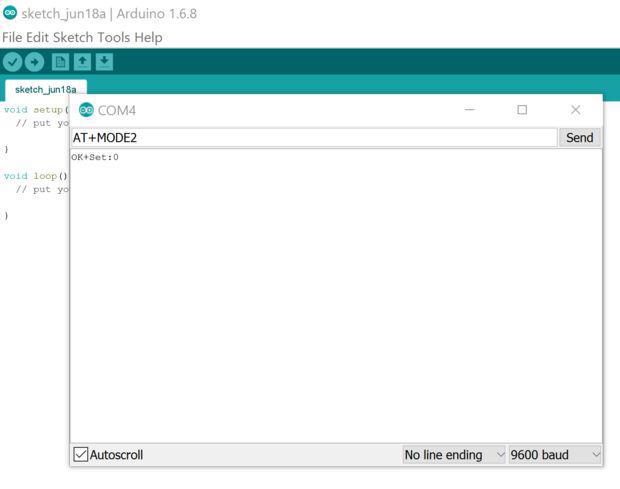 sketch_jun18a | Arduino 1.6.8
File Edit Sketch Tools Help
sketch_jun18a
void setup(
// put yo
}
void loop()
// put yo
}
COM4
AT+MODE2
Send
OK+Set:0
Autoscroll
No line ending
9600 baud